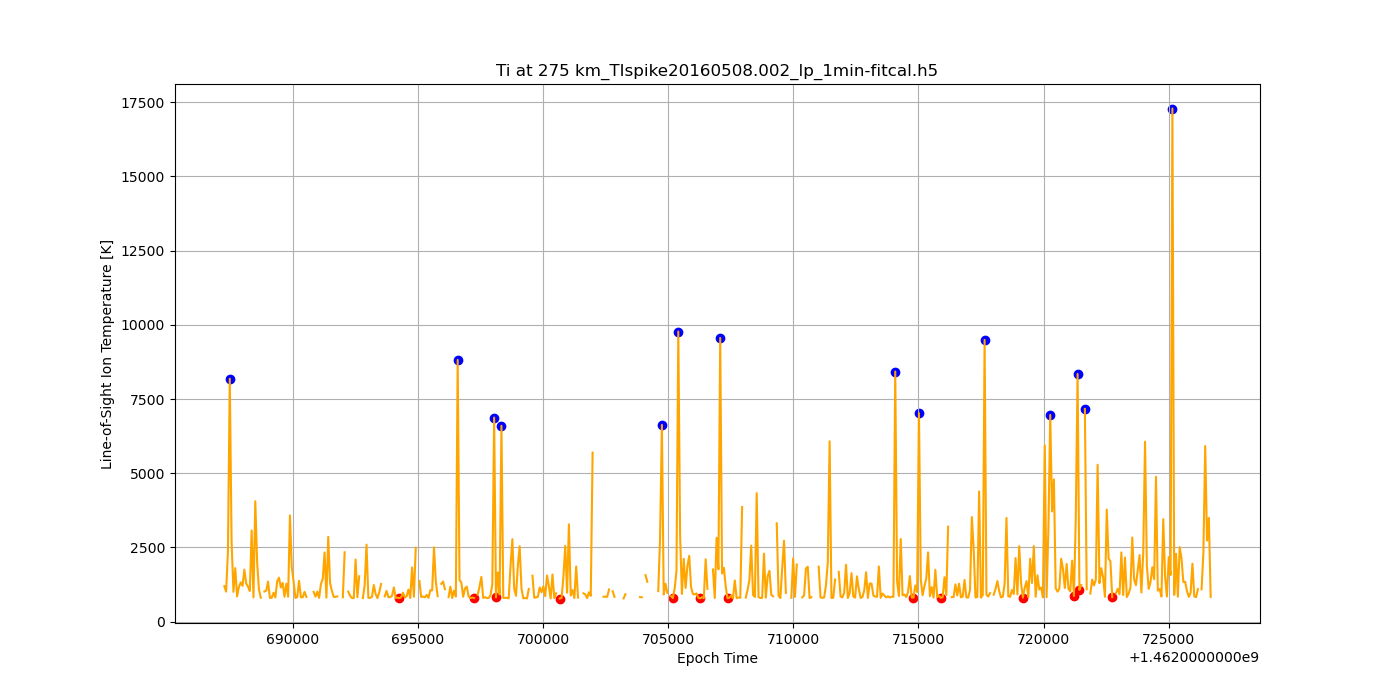 Ti at 275 km_TIspike20160508.002_lp_1min-fitcal.h5
17500
15000
12500
10000
7500
5000
2500
0
Line-of-Sight Ion Temperature [K]
690000 695000 700000 705000 710000 715000 720000 725000
Epoch Time
+1.4620000000e9